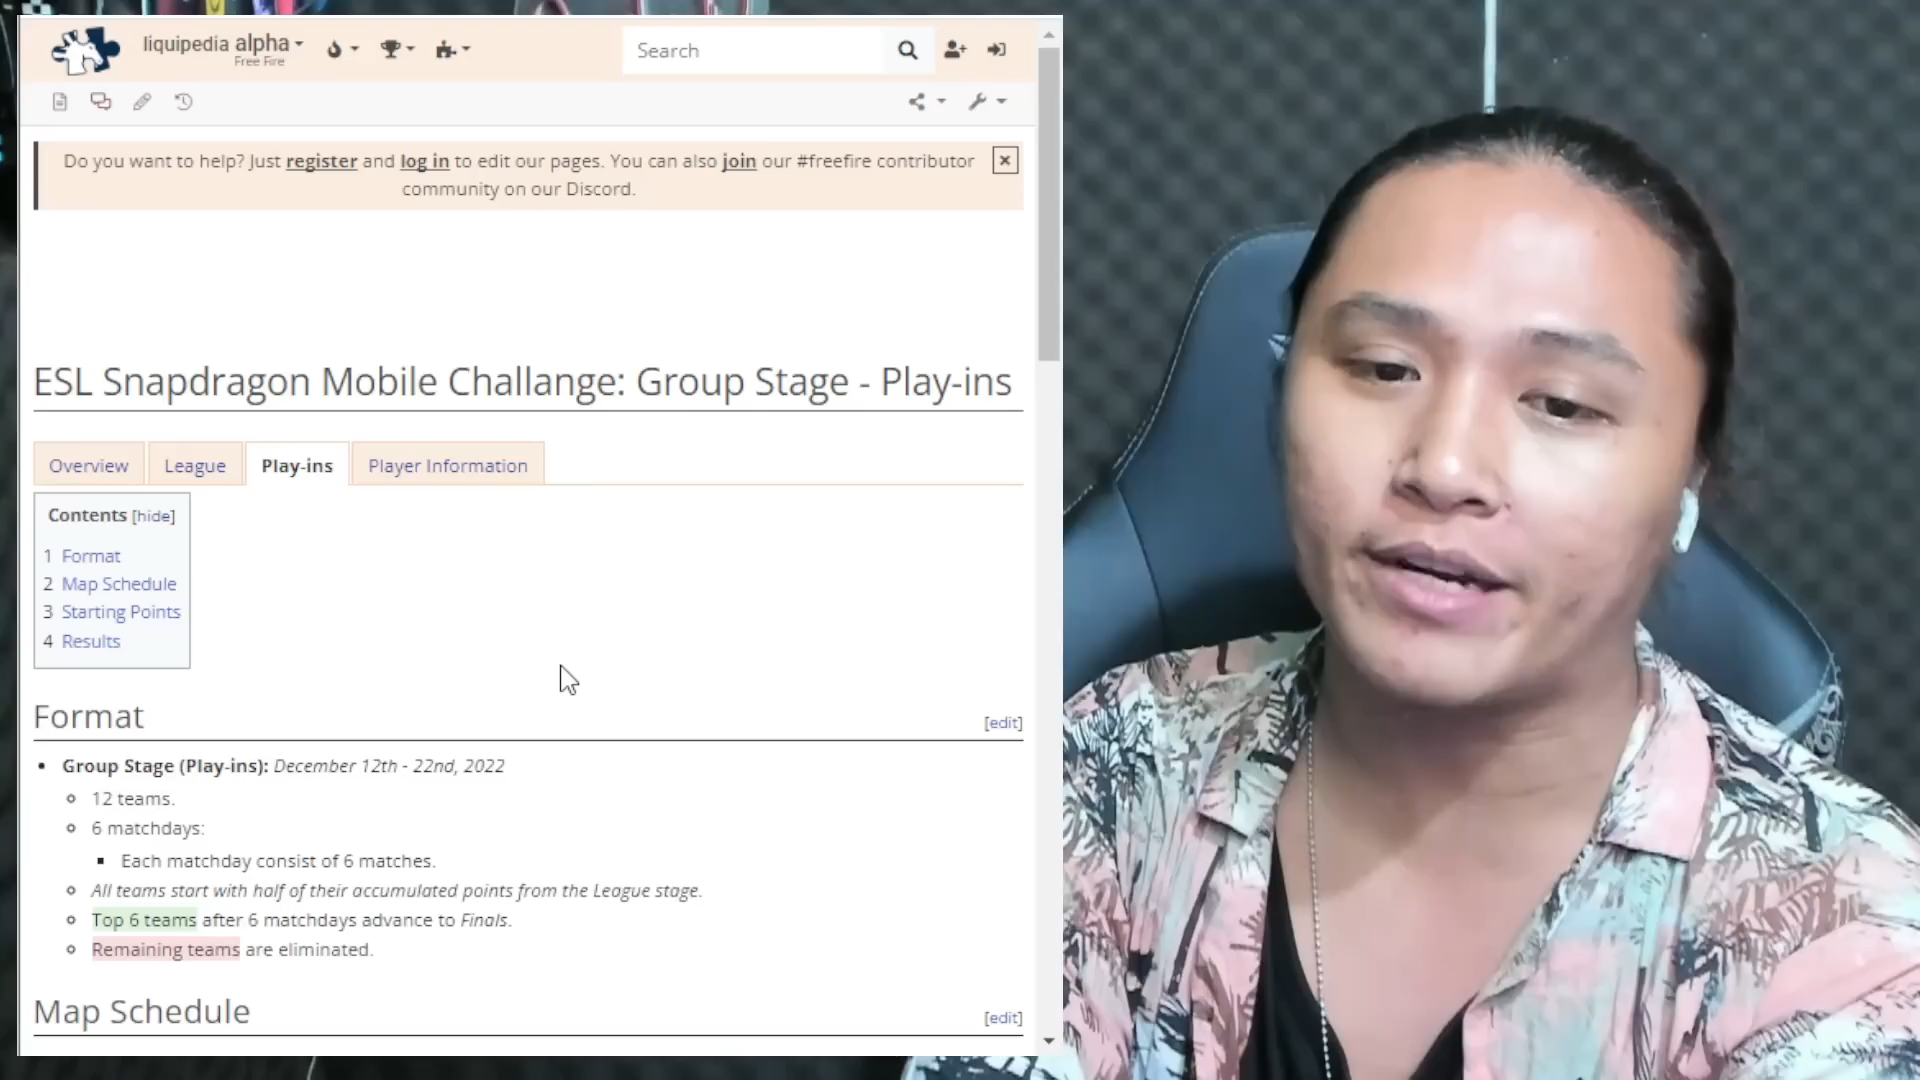 liquipedia alpha
Free Fire
Search
Do you want to help? Just register and log in to edit our pages. You can also join our #freefire contributor
community on our Discord.
ESL Snapdragon Mobile Challange: Group Stage - Play-ins
Overview League Play-ins Player Information
Contents [hide]
1 Format
2 Map Schedule
3 Starting Points
4 Results
Format [edit]
Group Stage (Play-ins): December 12th - 22nd, 2022
12 teams.
6 matchdays:
Each matchday consist of 6 matches.
All teams start with half of their accumulated points from the League stage.
Top 6 teams after 6 matchdays advance to Finals.
Remaining teams are eliminated.
Map Schedule [edit]